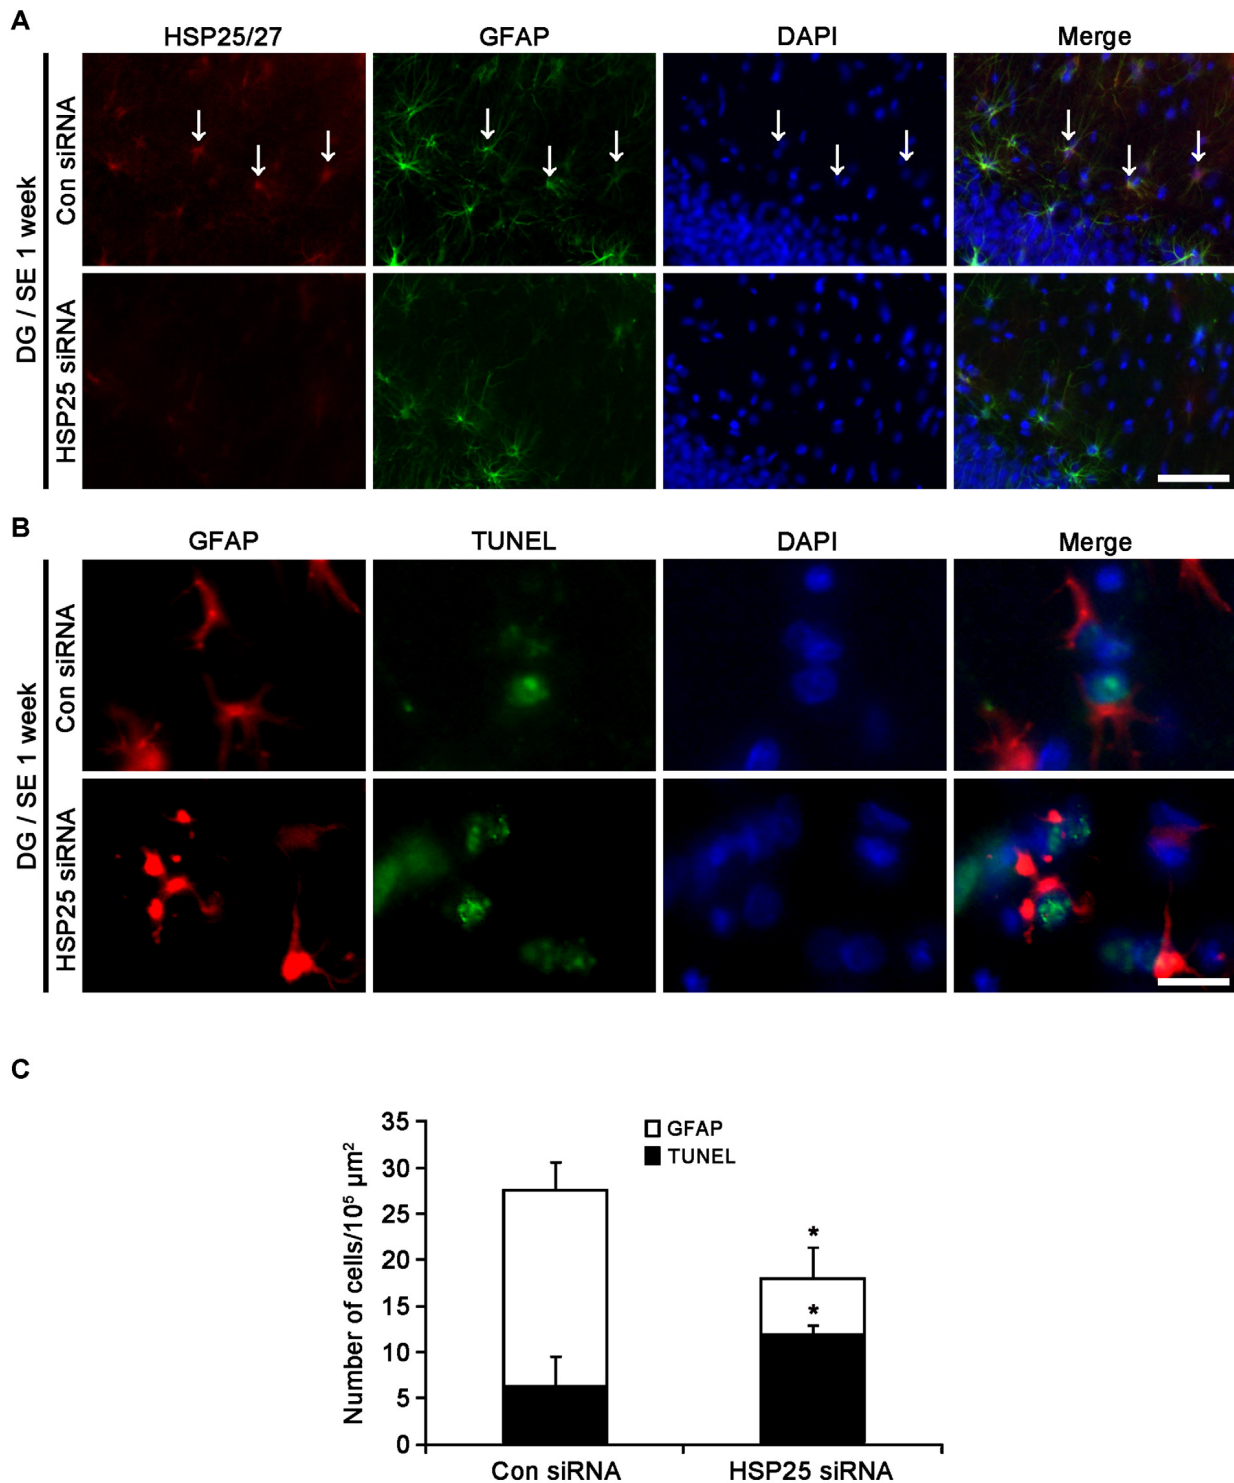 A
HSP25/27 GFAP DAPI Merge
DG / SE 1 week
Con siRNA
HSP25 siRNA
B
GFAP TUNEL DAPI Merge
DG / SE 1 week
Con siRNA
HSP25 siRNA
C
Number of cells/10⁵ µm²
35
30
25
20
15
10
5
0
GFAP
TUNEL
*
*
Con siRNA HSP25 siRNA